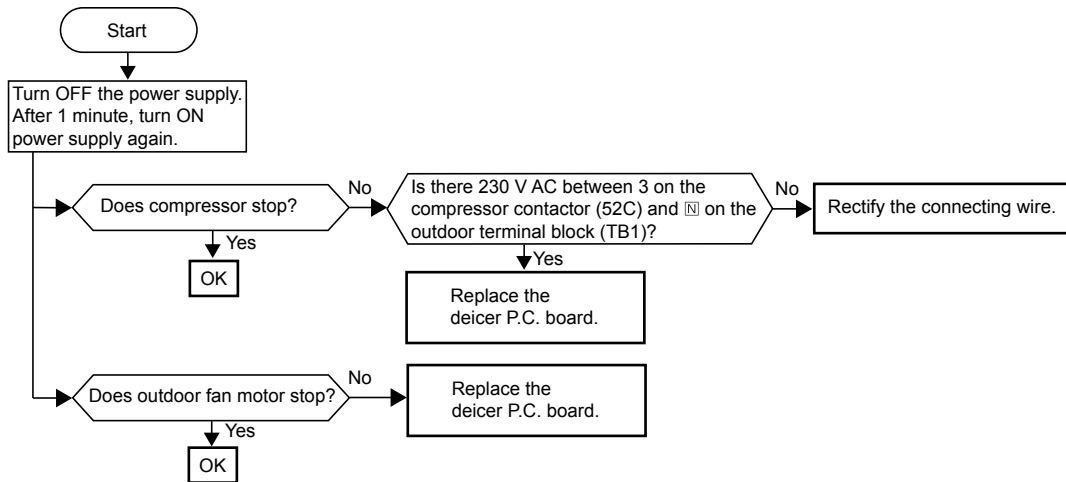 Start
Turn OFF the power supply.
After 1 minute, turn ON
power supply again.
Does compressor stop?
No
Is there 230 V AC between 3 on the
compressor contactor (52C) and N on the
outdoor terminal block (TB1)?
No
Rectify the connecting wire.
Yes
OK
Yes
Replace the
deicer P.C. board.
Does outdoor fan motor stop?
No
Replace the
deicer P.C. board.
Yes
OK